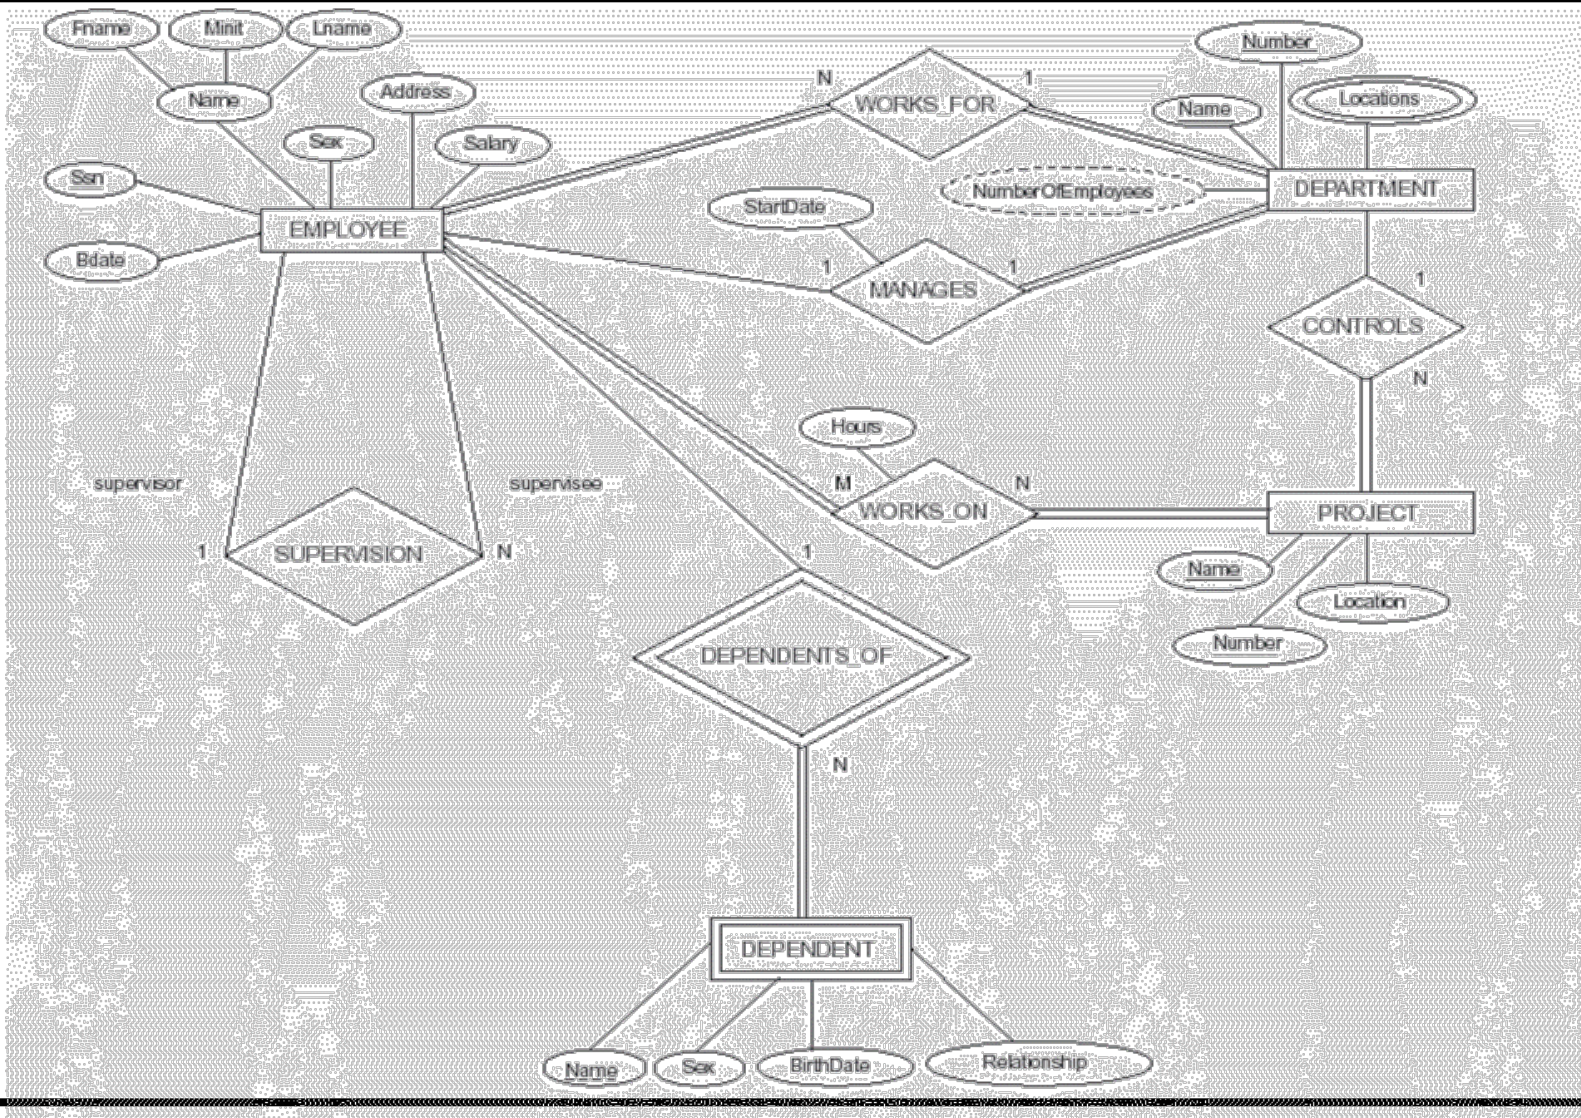 Fname
Minit
Lname
Number
Name
Address
N
1
WORKS_FOR
Name
Locations
Sex
Salary
Ssn
NumberOfEmployees
DEPARTMENT
StartDate
EMPLOYEE
Bdate
1
1
MANAGES
1
CONTROLS
N
Hours
supervisor
supervisee
M
N
WORKS_ON
PROJECT
1
SUPERVISION
N
1
Name
Location
Number
DEPENDENTS_OF
N
DEPENDENT
Name
Sex
BirthDate
Relationship